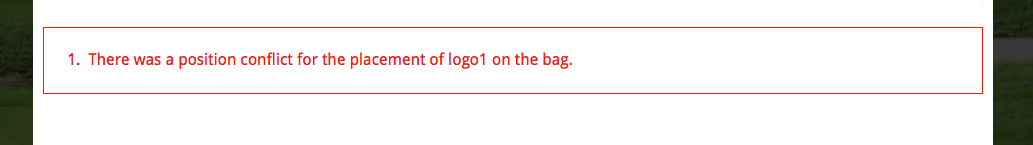 1. There was a position conflict for the placement of logo1 on the bag.